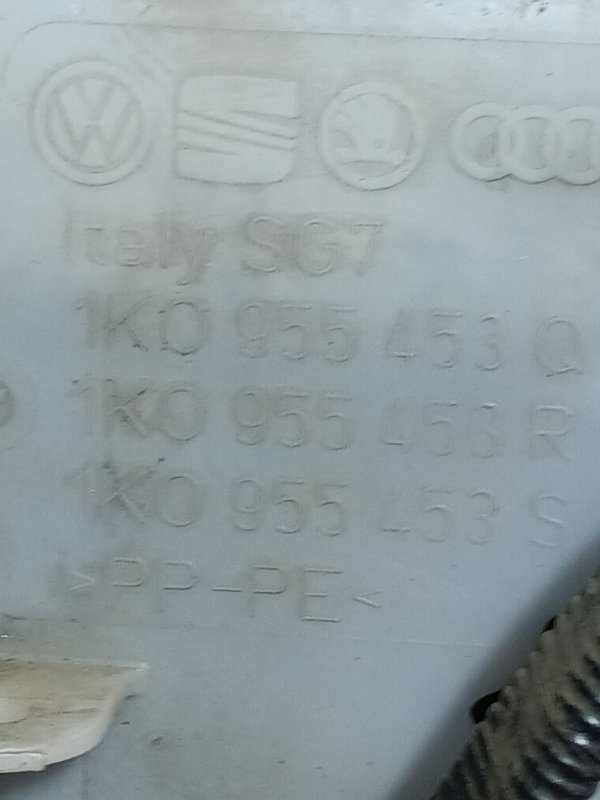 Italy SG7
1K0 955 453 Q
1K0 955 453 R
1K0 955 453 S
>PP-PE<